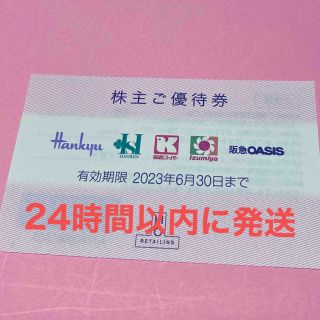 株主ご優待券
Hankyu HANSHIN 関西スーパー Izumiya 阪急OASIS
有効期限 2023年6月30日まで
24時間以内に発送
H2O
RETAILING